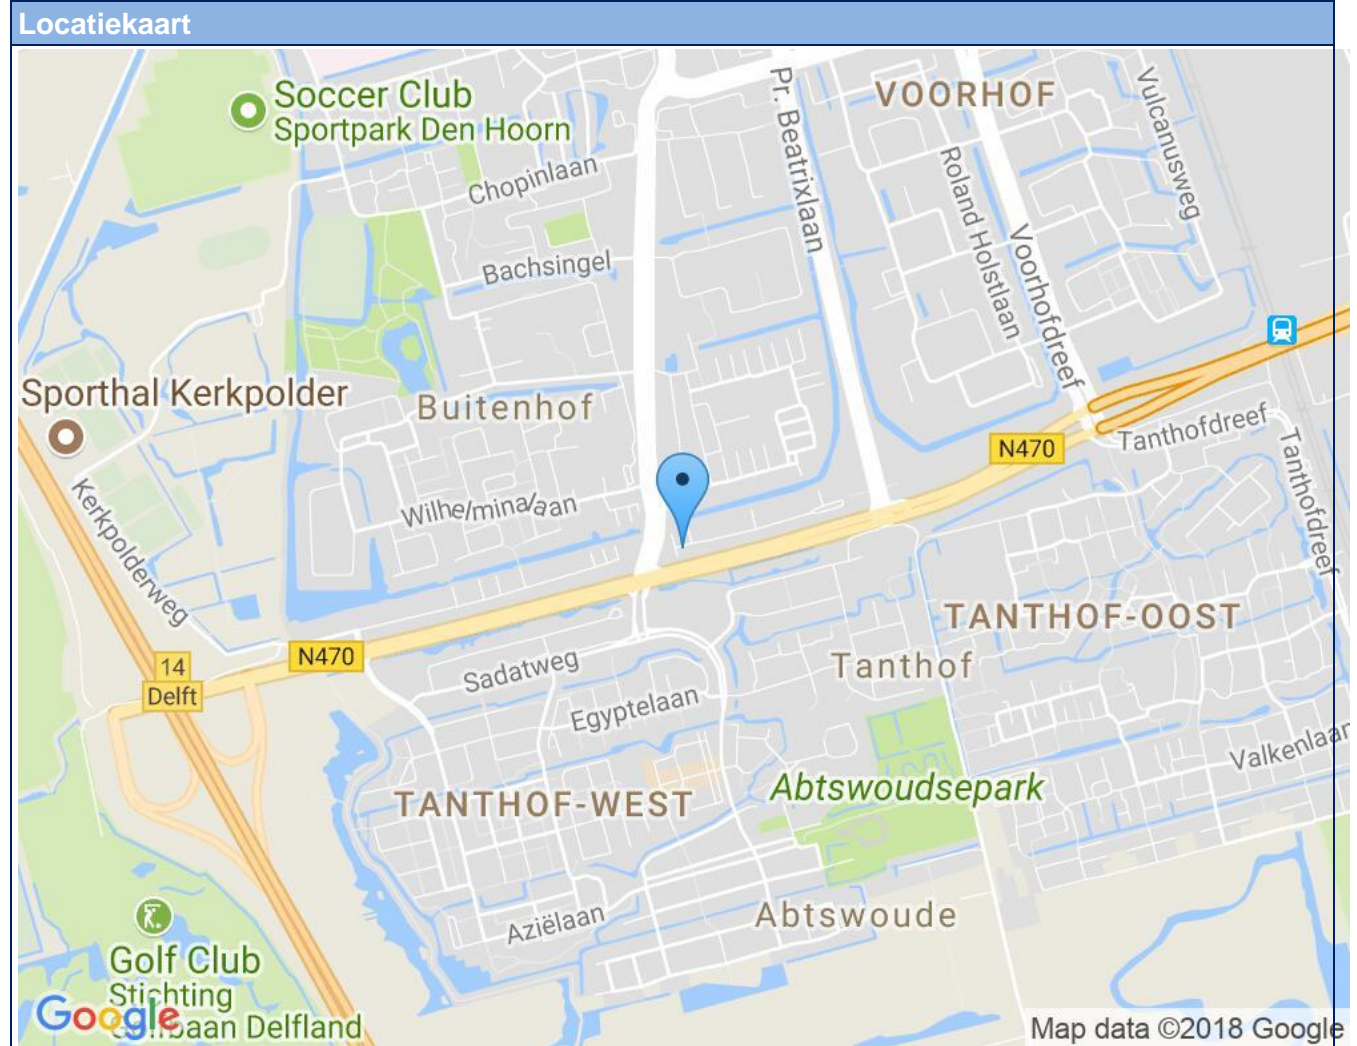 Locatiekaart
Soccer Club
Sportpark Den Hoorn
VOORHOF
Pr. Beatrixlaan
Vulcanusweg
Chopinlaan
Roland Holstlaan
Voorhofdreef
Bachsingel
Sporthal Kerkpolder
Buitenhof
Tanthofdreef
N470
Tanthofdreef
Wilhelminalaan
Kerkpolderweg
TANTHOF-OOST
N470
Sadatweg
Tanthof
14
Delft
Egyptelaan
Valkenlaan
Abtswoudsepark
TANTHOF-WEST
Aziëlaan
Abtswoude
Golf Club
Stichting
Golfbaan Delfland
Google
Map data ©2018 Google